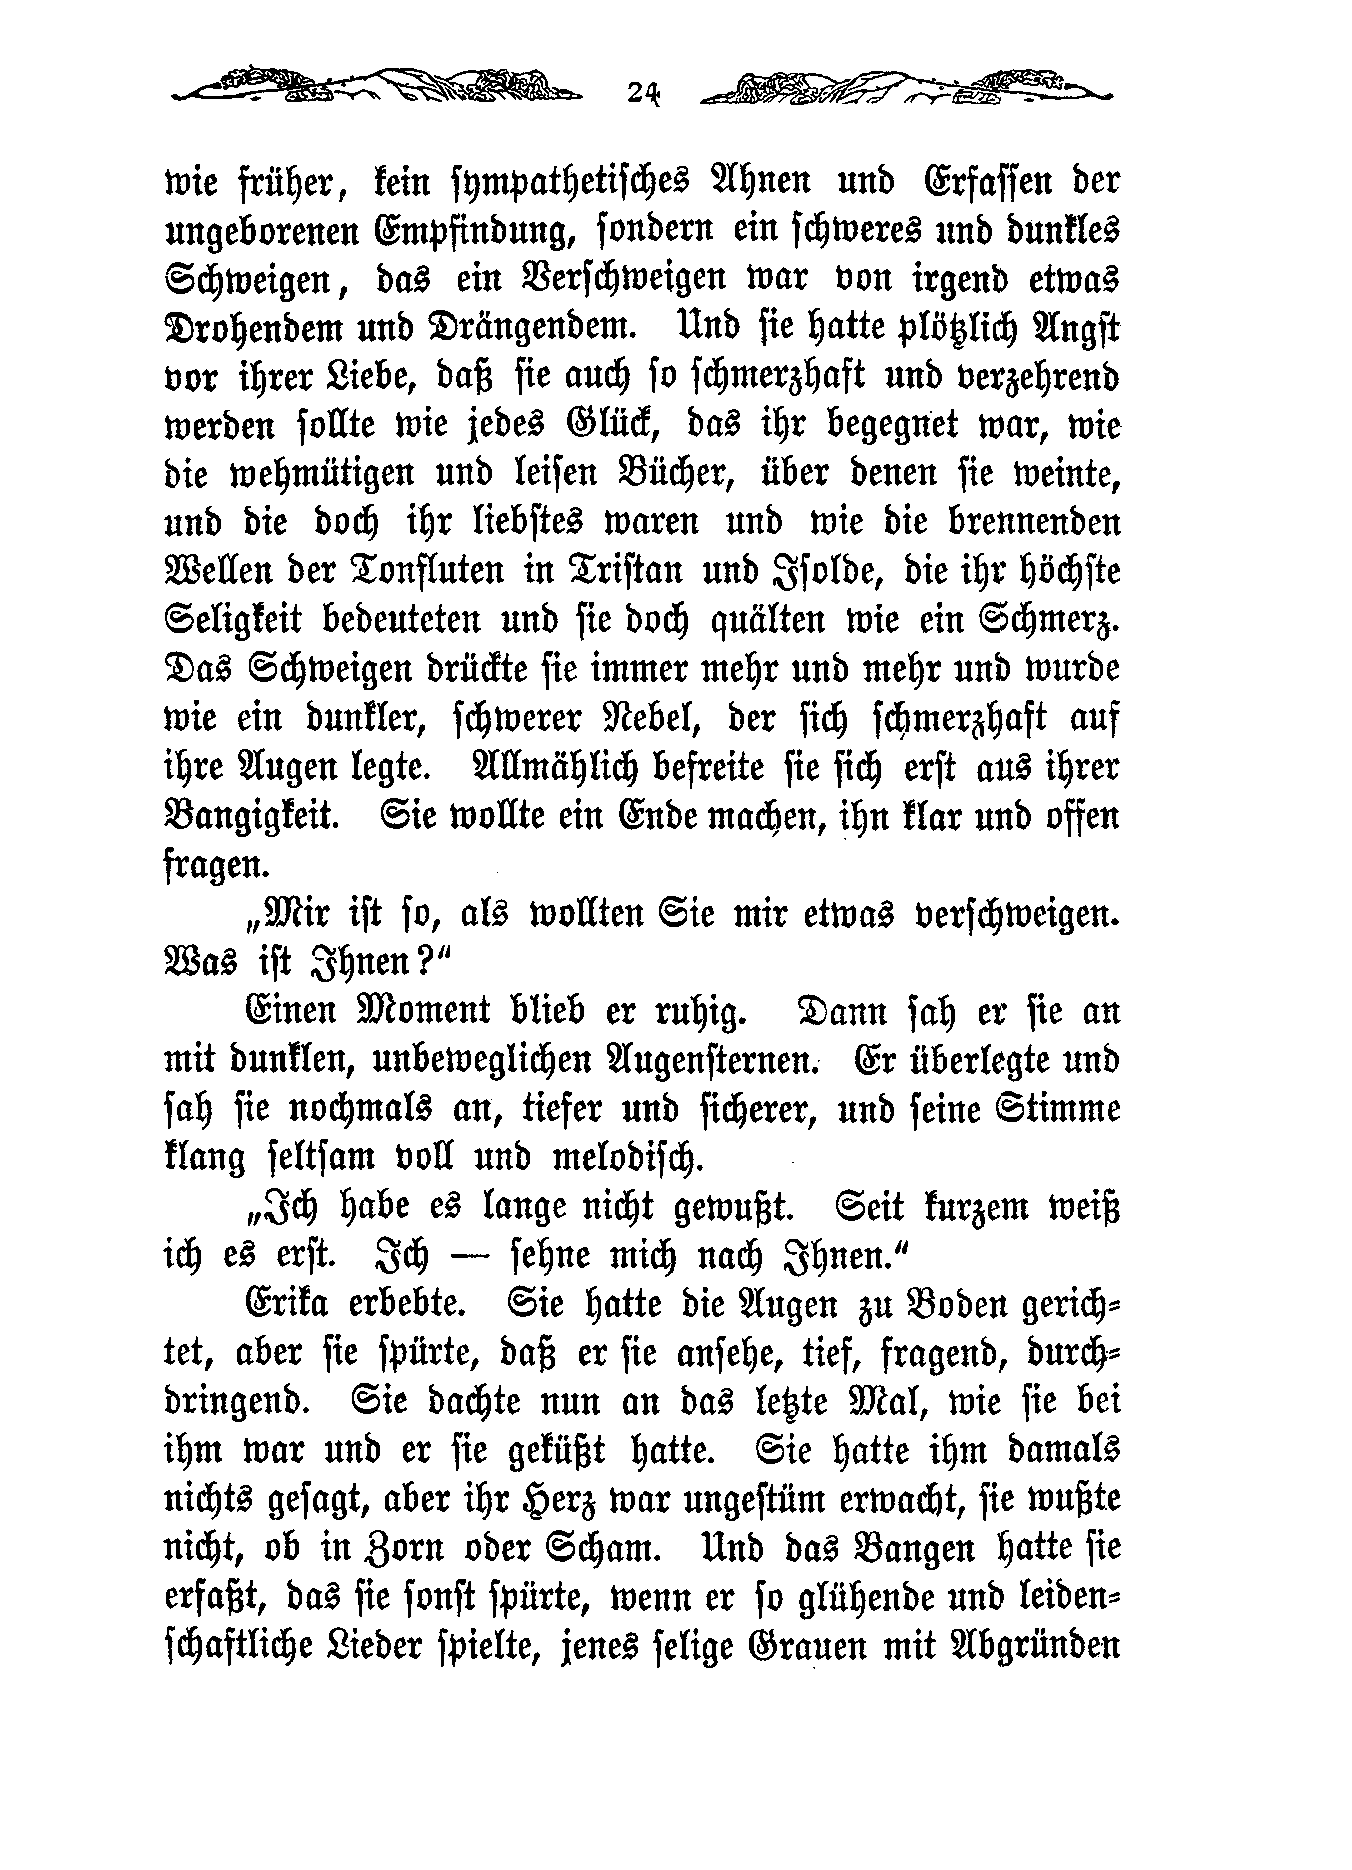 24
wie früher, kein sympathetisches Ahnen und Erfassen der
ungeborenen Empfindung, sondern ein schweres und dunkles
Schweigen, das ein Verschweigen war von irgend etwas
Drohendem und Drängendem. Und sie hatte plötzlich Angst
vor ihrer Liebe, daß sie auch so schmerzhaft und verzehrend
werden sollte wie jedes Glück, das ihr begegnet war, wie
die wehmütigen und leisen Bücher, über denen sie weinte,
und die doch ihr liebstes waren und wie die brennenden
Wellen der Tonfluten in Tristan und Isolde, die ihr höchste
Seligkeit bedeuteten und sie doch quälten wie ein Schmerz.
Das Schweigen drückte sie immer mehr und mehr und wurde
wie ein dunkler, schwerer Nebel, der sich schmerzhaft auf
ihre Augen legte. Allmählich befreite sie sich erst aus ihrer
Bangigkeit. Sie wollte ein Ende machen, ihn klar und offen
fragen.
„Mir ist so, als wollten Sie mir etwas verschweigen.
Was ist Ihnen?“
Einen Moment blieb er ruhig. Dann sah er sie an
mit dunklen, unbeweglichen Augensternen. Er überlegte und
sah sie nochmals an, tiefer und sicherer, und seine Stimme
klang seltsam voll und melodisch.
„Ich habe es lange nicht gewußt. Seit kurzem weiß
ich es erst. Ich — sehne mich nach Ihnen.“
Erika erbebte. Sie hatte die Augen zu Boden gerich-
tet, aber sie spürte, daß er sie ansehe, tief, fragend, durch-
dringend. Sie dachte nun an das letzte Mal, wie sie bei
ihm war und er sie geküßt hatte. Sie hatte ihm damals
nichts gesagt, aber ihr Herz war ungestüm erwacht, sie wußte
nicht, ob in Zorn oder Scham. Und das Bangen hatte sie
erfaßt, das sie sonst spürte, wenn er so glühende und leiden-
schaftliche Lieder spielte, jenes selige Grauen mit Abgründen